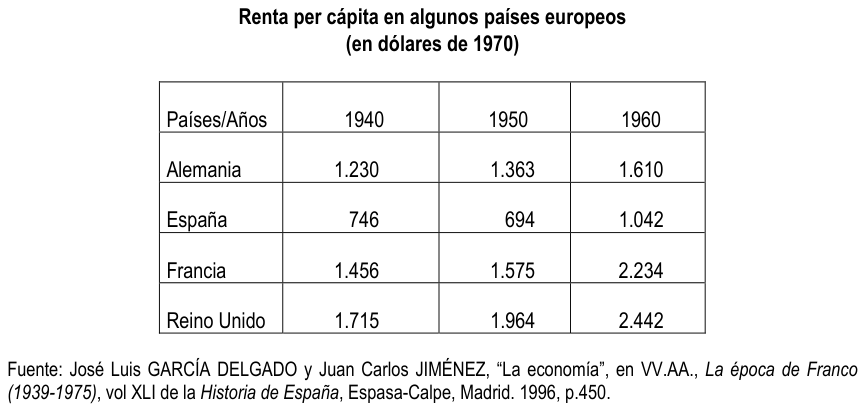 Renta per cápita en algunos países europeos
(en dólares de 1970)
Países/Años 1940 1950 1960
Alemania 1.230 1.363 1.610
España 746 694 1.042
Francia 1.456 1.575 2.234
Reino Unido 1.715 1.964 2.442
Fuente: José Luis GARCÍA DELGADO y Juan Carlos JIMÉNEZ, “La economía”, en VV.AA., La época de Franco
(1939-1975), vol XLI de la Historia de España, Espasa-Calpe, Madrid. 1996, p.450.